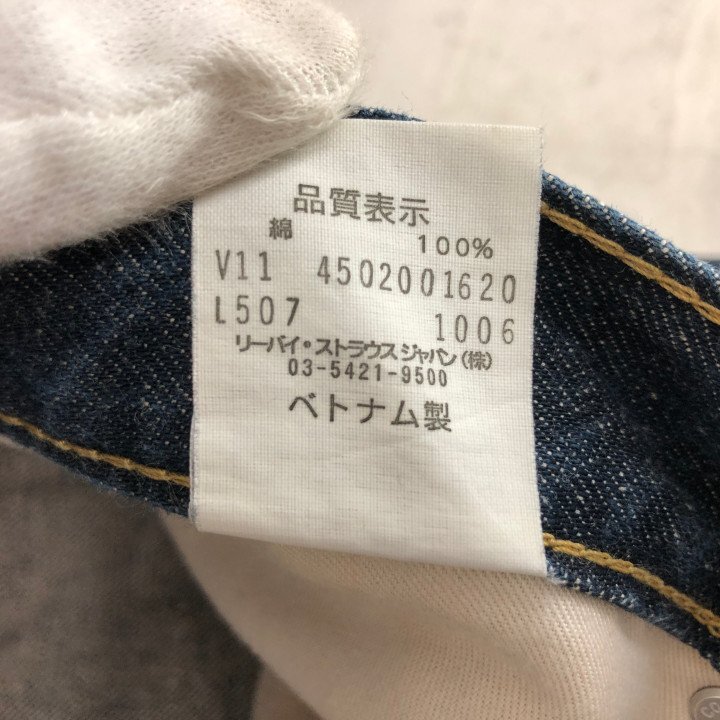 品質表示
綿 100%
V11 4502001620
L507 1006
リーバイ・ストラウスジャパン(株)
03-5421-9500
ベトナム製